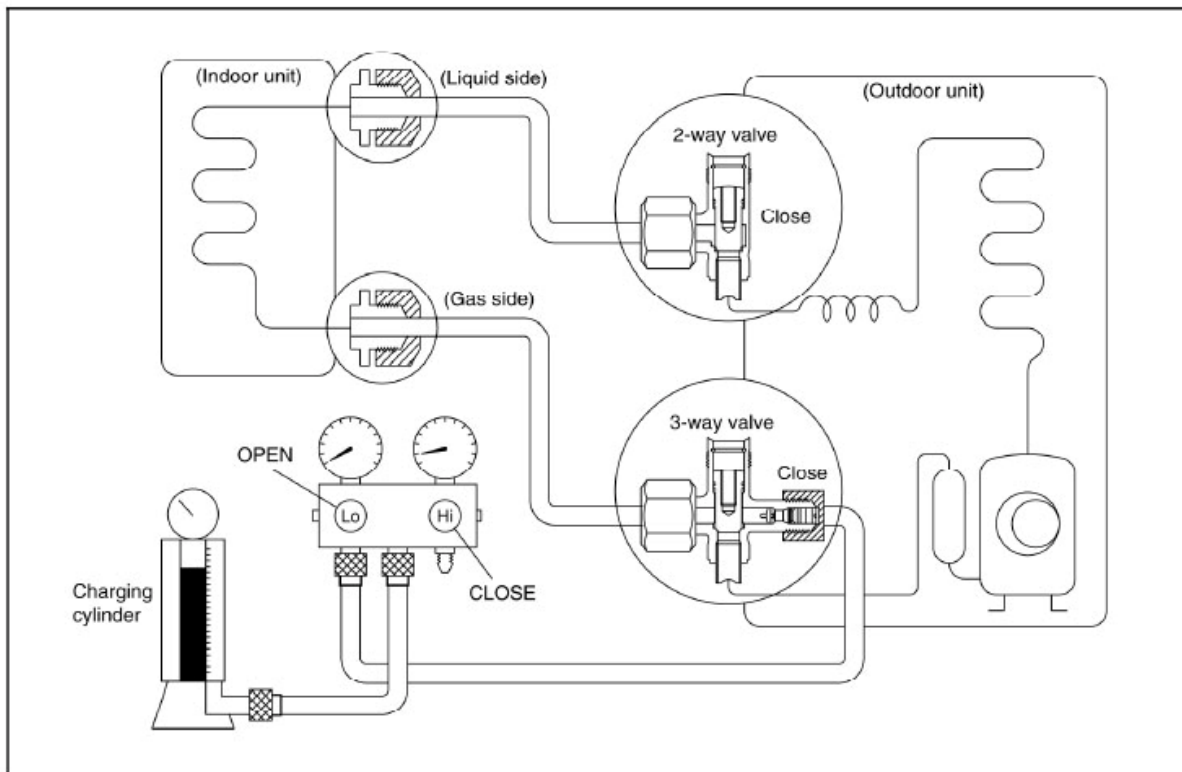 (Indoor unit)
(Liquid side)
(Outdoor unit)
2-way valve
Close
(Gas side)
3-way valve
Close
OPEN
Lo
Hi
CLOSE
Charging
cylinder